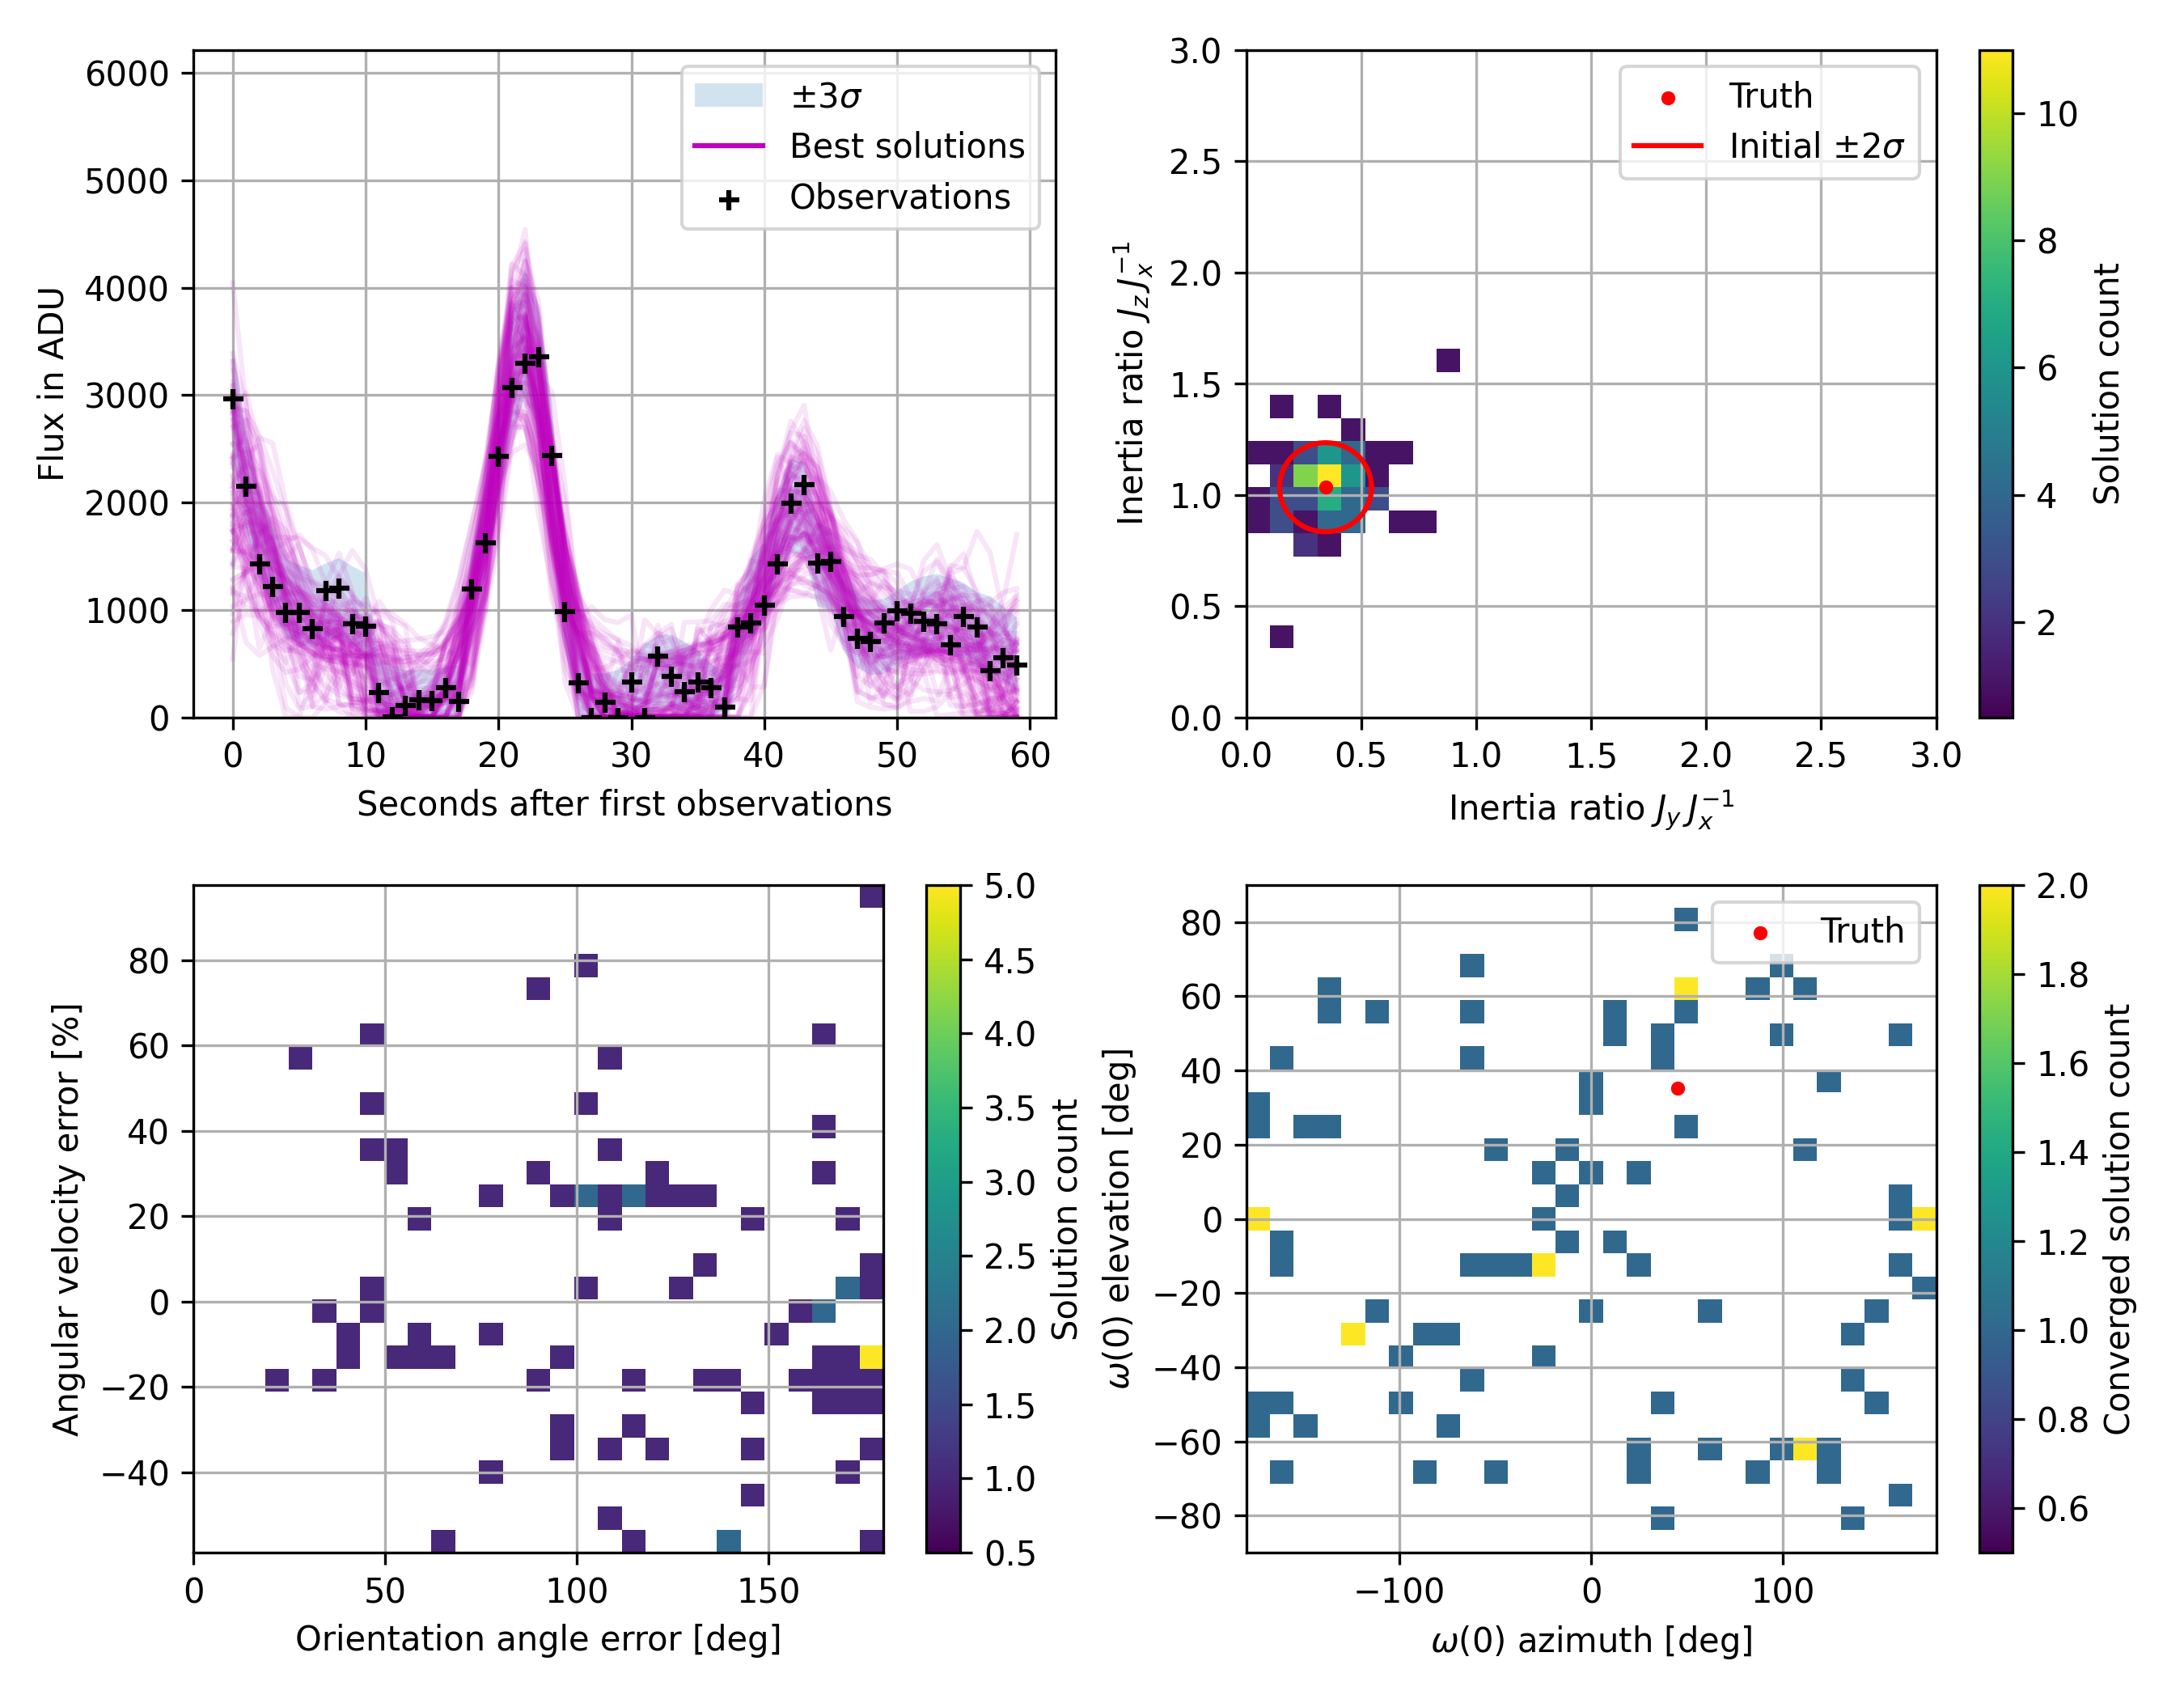 6000
5000
4000
3000
2000
1000
0
Flux in ADU
±3σ
Best solutions
Observations
0 10 20 30 40 50 60
Seconds after first observations
3.0
2.5
2.0
1.5
1.0
0.5
0.0
Inertia ratio J_z J_x^{-1}
Truth
Initial ±2σ
0.0 0.5 1.0 1.5 2.0 2.5 3.0
Inertia ratio J_y J_x^{-1}
10
8
6
4
2
Solution count
80
60
40
20
0
−20
−40
Angular velocity error [%]
0 50 100 150
Orientation angle error [deg]
5.0
4.5
4.0
3.5
3.0
2.5
2.0
1.5
1.0
0.5
Solution count
80
60
40
20
0
−20
−40
−60
−80
ω(0) elevation [deg]
Truth
−100 0 100
ω(0) azimuth [deg]
2.0
1.8
1.6
1.4
1.2
1.0
0.8
0.6
Converged solution count